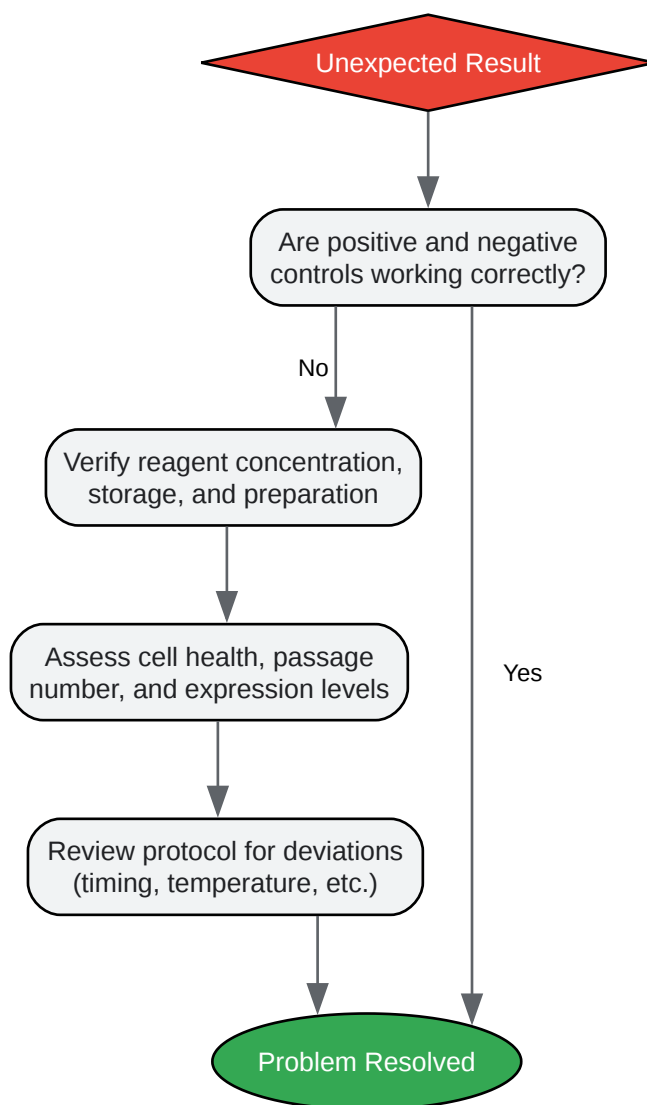 Unexpected Result
Are positive and negative
controls working correctly?
No
Verify reagent concentration,
storage, and preparation
Assess cell health, passage
number, and expression levels
Yes
Review protocol for deviations
(timing, temperature, etc.)
Problem Resolved